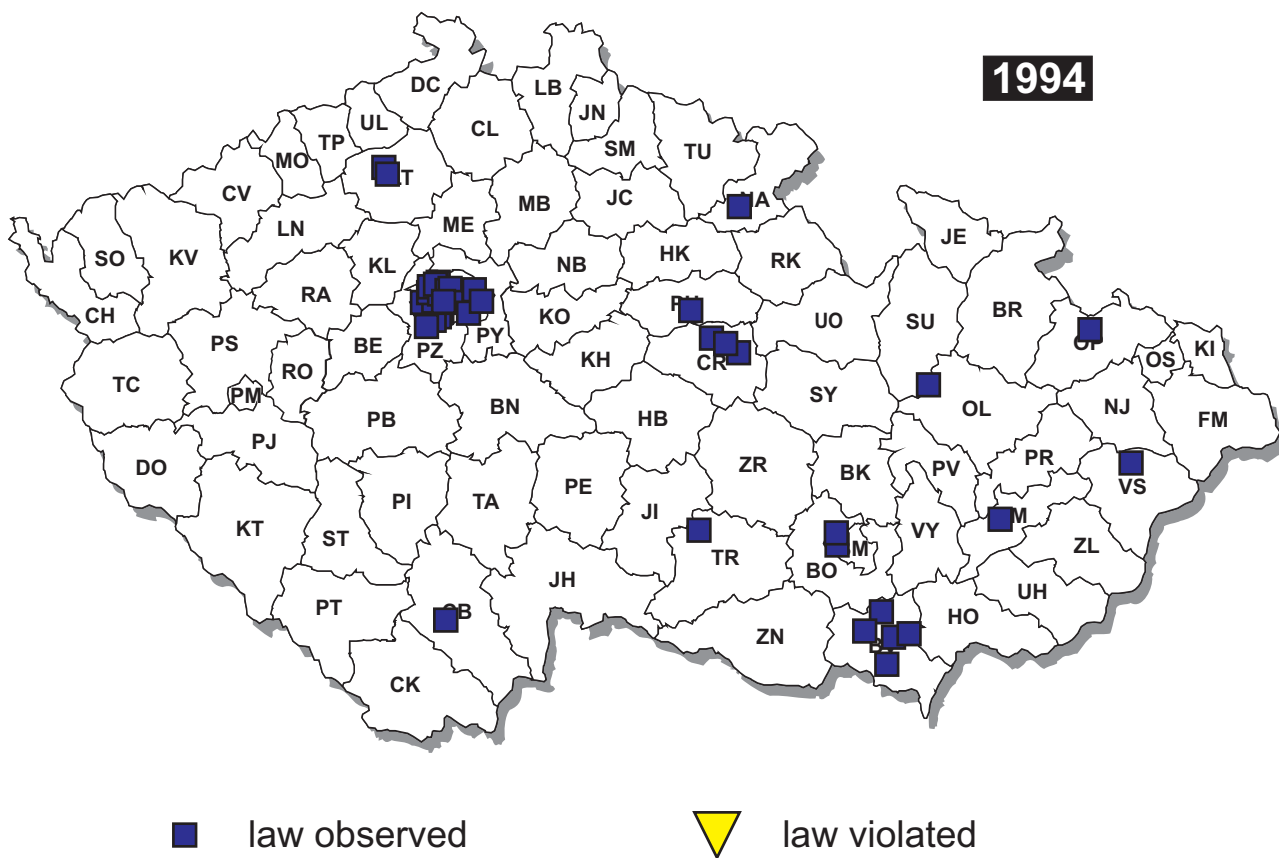 1994
DC
LB
JN
UL
CL
TP
SM
TU
MO
CV
MB
JC
ME
LN
JE
SO
KV
KL
NB
HK
RK
RA
CH
KO
UO
SU
BR
PS
BE
PZ
PY
KH
CR
OS
KI
TC
RO
PM
PB
BN
HB
SY
OL
NJ
FM
PJ
DO
ZR
BK
PV
PR
VS
KT
PI
TA
PE
JI
ST
TR
BO
VY
ZL
PT
JH
ZN
HO
UH
CK
law observed
law violated